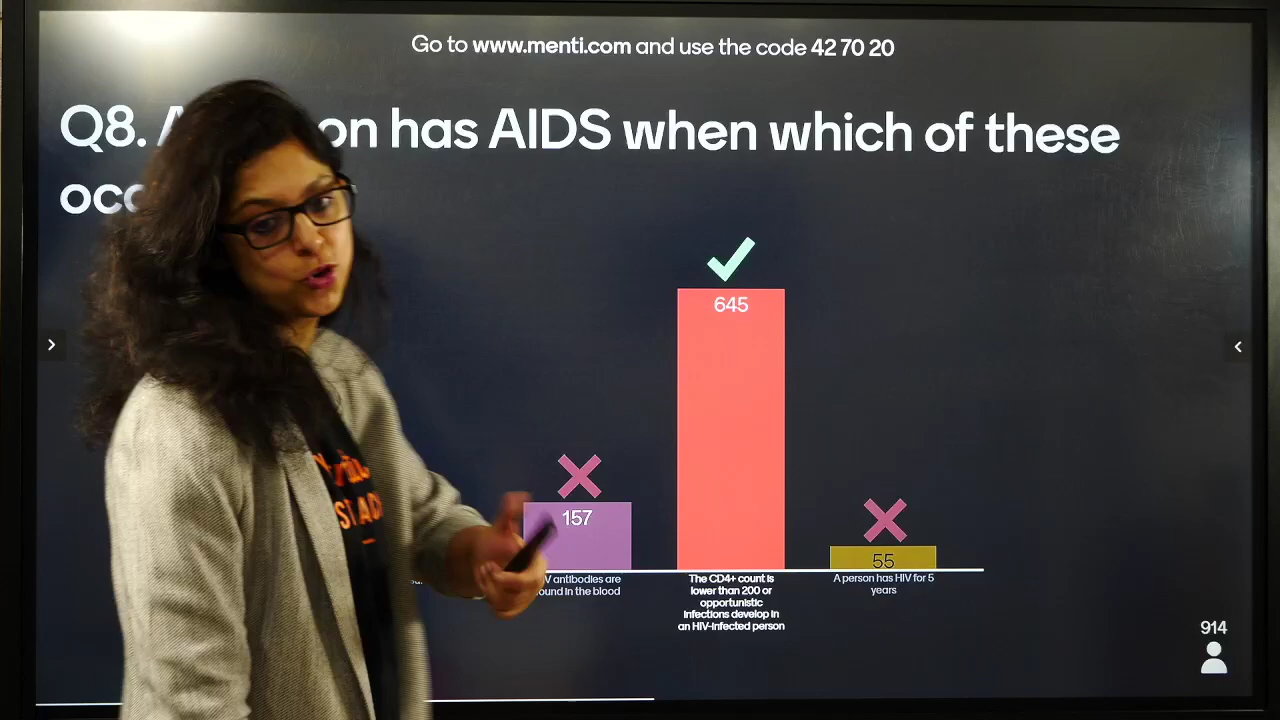 Go to www.menti.com and use the code 42 70 20
Q8. on has AIDS when which of these
645
157
55
antibodies are
in the blood
The CD4+ count is
lower than 200 or
opportunistic
infections develop in
an HIV-infected person
A person has HIV for 5
years
914